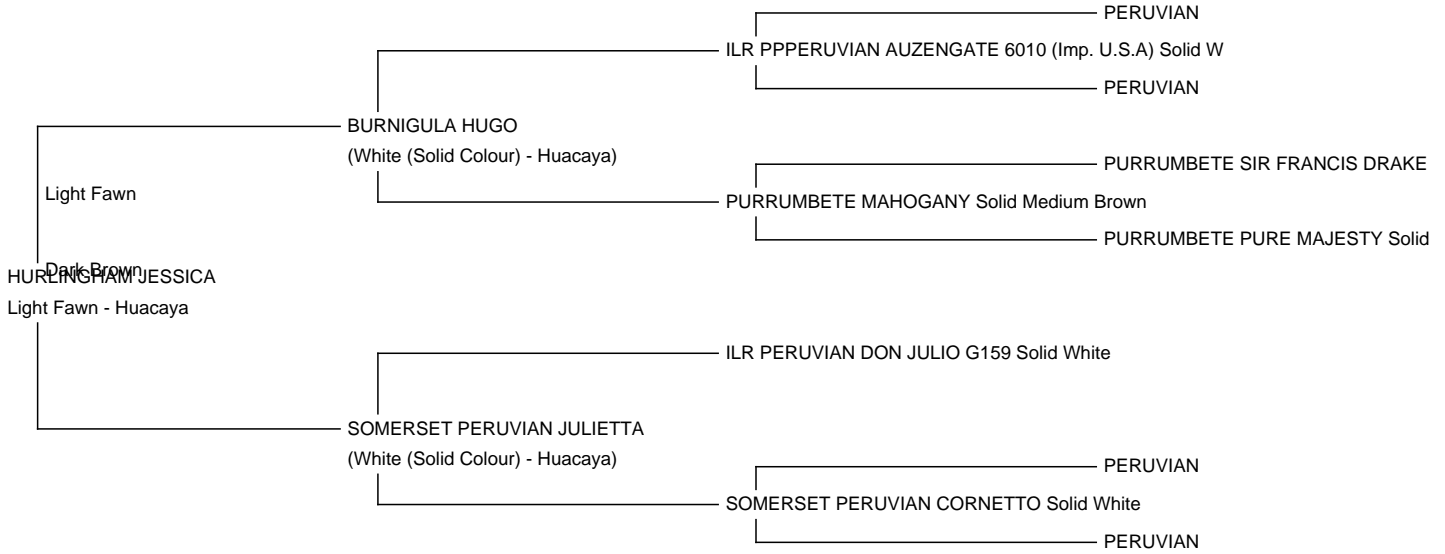 PERUVIAN
ILR PPPERUVIAN AUZENGATE 6010 (Imp. U.S.A) Solid W
PERUVIAN
BURNIGULA HUGO
(White (Solid Colour) - Huacaya)
PURRUMBETE SIR FRANCIS DRAKE
Light Fawn
PURRUMBETE MAHOGANY Solid Medium Brown
PURRUMBETE PURE MAJESTY Solid
Dark Brown
HURLINGHAM JESSICA
Light Fawn - Huacaya
ILR PERUVIAN DON JULIO G159 Solid White
SOMERSET PERUVIAN JULIETTA
(White (Solid Colour) - Huacaya)
PERUVIAN
SOMERSET PERUVIAN CORNETTO Solid White
PERUVIAN